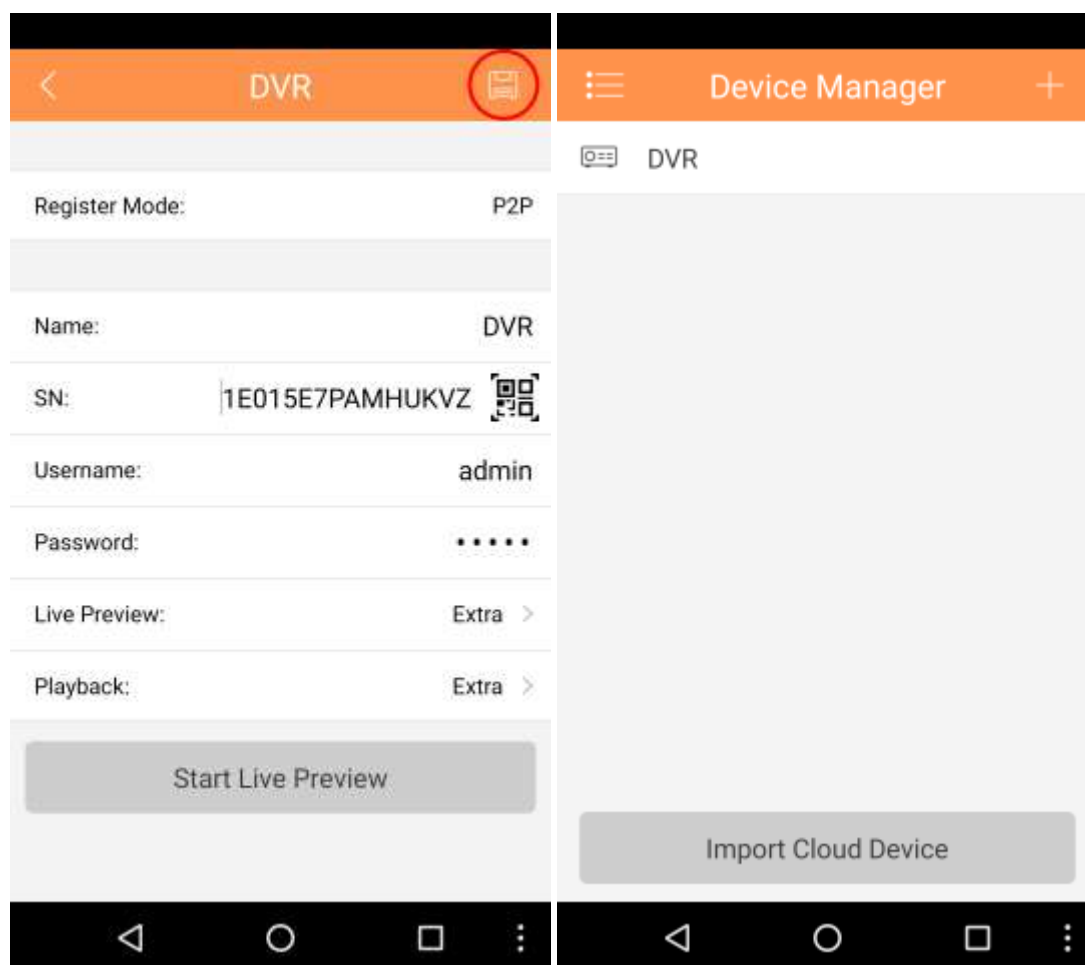 DVR
Register Mode: P2P
Name: DVR
SN: 1E015E7PAMHUKVZ
Username: admin
Password: •••••
Live Preview: Extra >
Playback: Extra >
Start Live Preview
Device Manager
DVR
Import Cloud Device